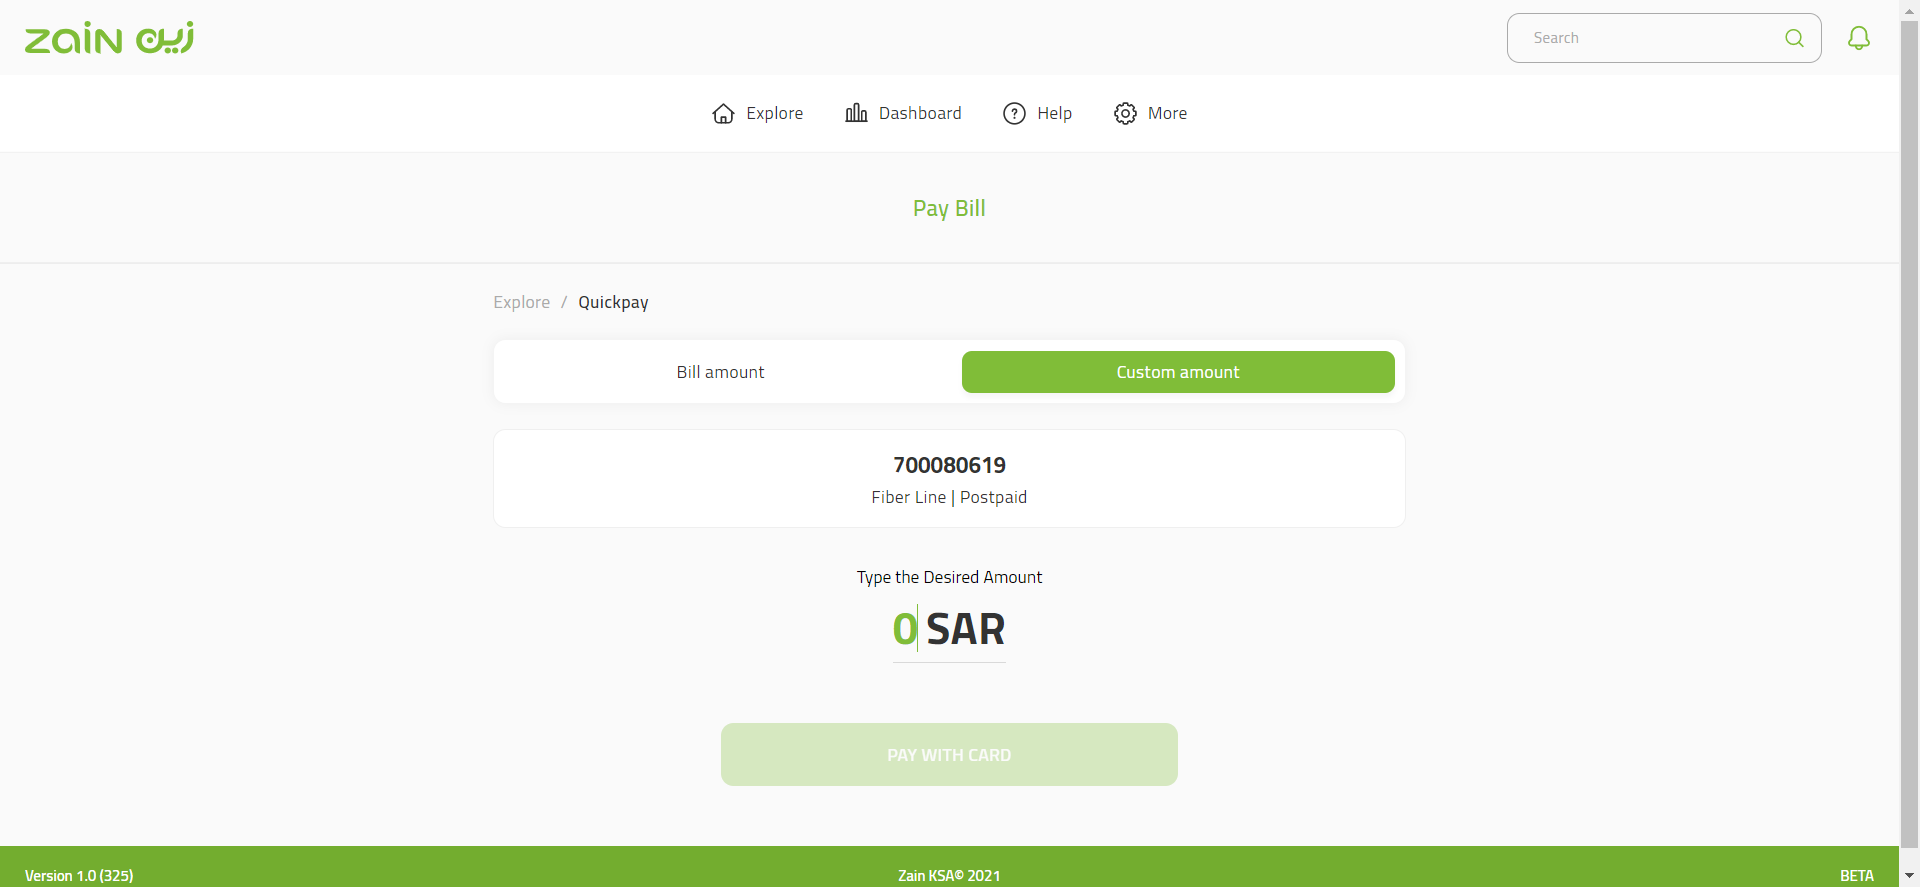 zain زين
Search
Explore
Dashboard
Help
More
Pay Bill
Explore / Quickpay
Bill amount
Custom amount
700080619
Fiber Line | Postpaid
Type the Desired Amount
0 SAR
PAY WITH CARD
Version 1.0 (325)
Zain KSA© 2021
BETA